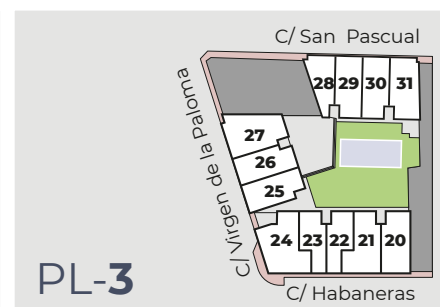 C/ San Pascual
28 29 30 31
C/ Virgen de la Paloma
27
26
25
24 23 22 21 20
PL-3
C/ Habaneras